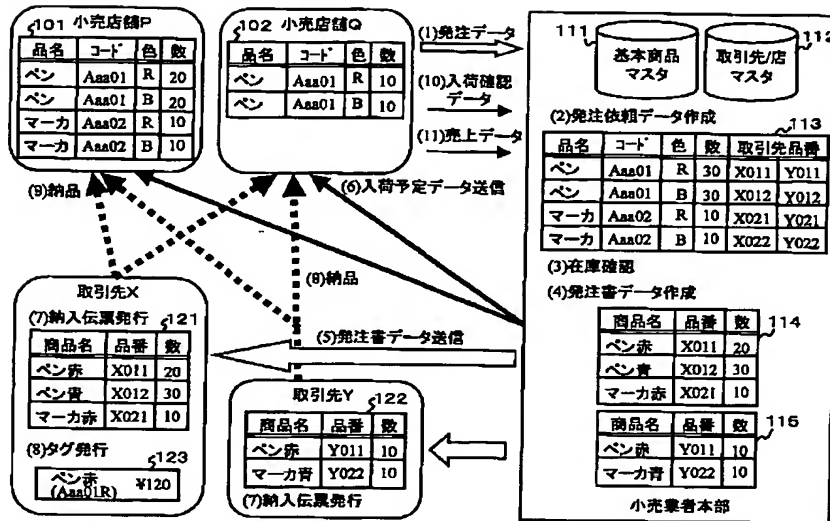 101 小売店舗P
品名 コード 色 数
ペン Aaa01 R 20
ペン Aaa01 B 20
マーカ Aaa02 R 10
マーカ Aaa02 B 10
102 小売店舗Q
品名 コード 色 数
ペン Aaa01 R 10
ペン Aaa01 B 10
(1)発注データ
(10)入荷確認
データ
(11)売上データ
(6)入荷予定データ送信
(9)納品
(8)納品
111
基本商品
マスタ
112
取引先/店
マスタ
(2)発注依頼データ作成
113
品名 コード 色 数 取引先品番
ペン Aaa01 R 30 X011 Y011
ペン Aaa01 B 30 X012 Y012
マーカ Aaa02 R 10 X021 Y021
マーカ Aaa02 B 10 X022 Y022
(3)在庫確認
(4)発注書データ作成
114
商品名 品番 数
ペン赤 X011 20
ペン青 X012 30
マーカ赤 X021 10
115
商品名 品番 数
ペン赤 Y011 10
マーカ青 Y022 10
小売業者本部
(5)発注書データ送信
取引先X
(7)納入伝票発行 121
商品名 品番 数
ペン赤 X011 20
ペン青 X012 30
マーカ赤 X021 10
(8)タグ発行
123
ペン赤 ¥120
(Aaa01R)
取引先Y
122
商品名 品番 数
ペン赤 Y011 10
マーカ青 Y022 10
(7)納入伝票発行